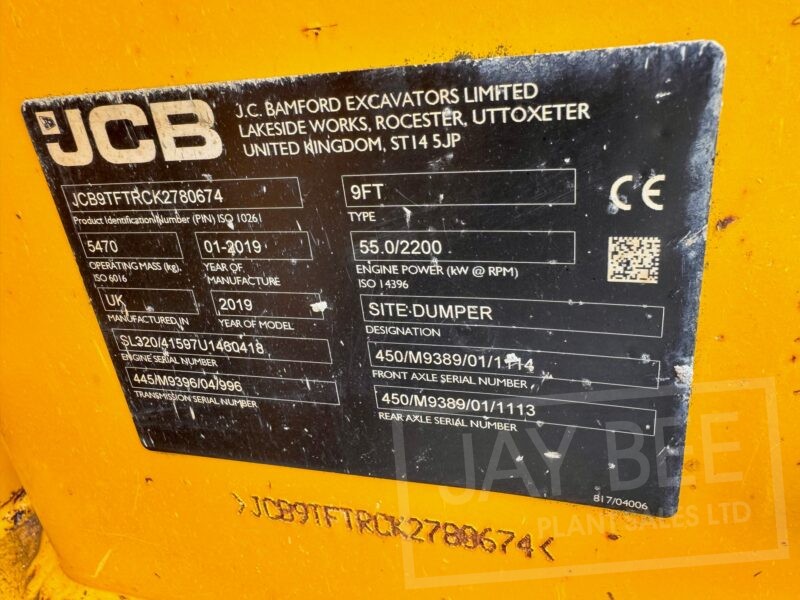 JCB
J.C. BAMFORD EXCAVATORS LIMITED
LAKESIDE WORKS, ROCESTER, UTTOXETER
UNITED KINGDOM, ST14 5JP
JCB9TFTRCK2780674
Product Identification Number (PIN) ISO 10261
9FT
TYPE
CE
5470
OPERATING MASS (kg)
ISO 6016
01-2019
YEAR OF
MANUFACTURE
55.0/2200
ENGINE POWER (kW @ RPM)
ISO 14396
UK
MANUFACTURED IN
2019
YEAR OF MODEL
SITE DUMPER
DESIGNATION
SL320/41597U1480418
ENGINE SERIAL NUMBER
450/M9389/01/1114
FRONT AXLE SERIAL NUMBER
445/M9396/04/996
TRANSMISSION SERIAL NUMBER
450/M9389/01/1113
REAR AXLE SERIAL NUMBER
817/04006
>JCB9TFTRCK2780674<
JAY BEE
PLANT SALES LTD